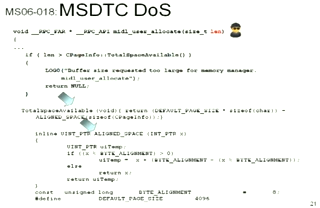 MS06-018: MSDTC DoS
void __RPC_FAR * __RPC_API midl_user_allocate(size_t len)
{
...
if ( len > CPageInfo::TotalSpaceAvailable() )
{
LOGG("Buffer size requested too large for memory manager.
midl_user_allocate");
return NULL;
}
TotalSpaceAvailable (void){ return (DEFAULT_PAGE_SIZE * sizeof(char)) -
ALIGNED_SPACE(sizeof(CPageInfo));}
inline UINT_PTR ALIGNED_SPACE (UINT_PTR x)
{
UINT_PTR uiTemp;
if ((x % BYTE_ALIGNMENT) > 0)
uiTemp = x + (BYTE_ALIGNMENT - (x % BYTE_ALIGNMENT));
else
return x;
return uiTemp;
}
const unsigned long BYTE_ALIGNMENT = 8;
#define DEFAULT_PAGE_SIZE 4096
21